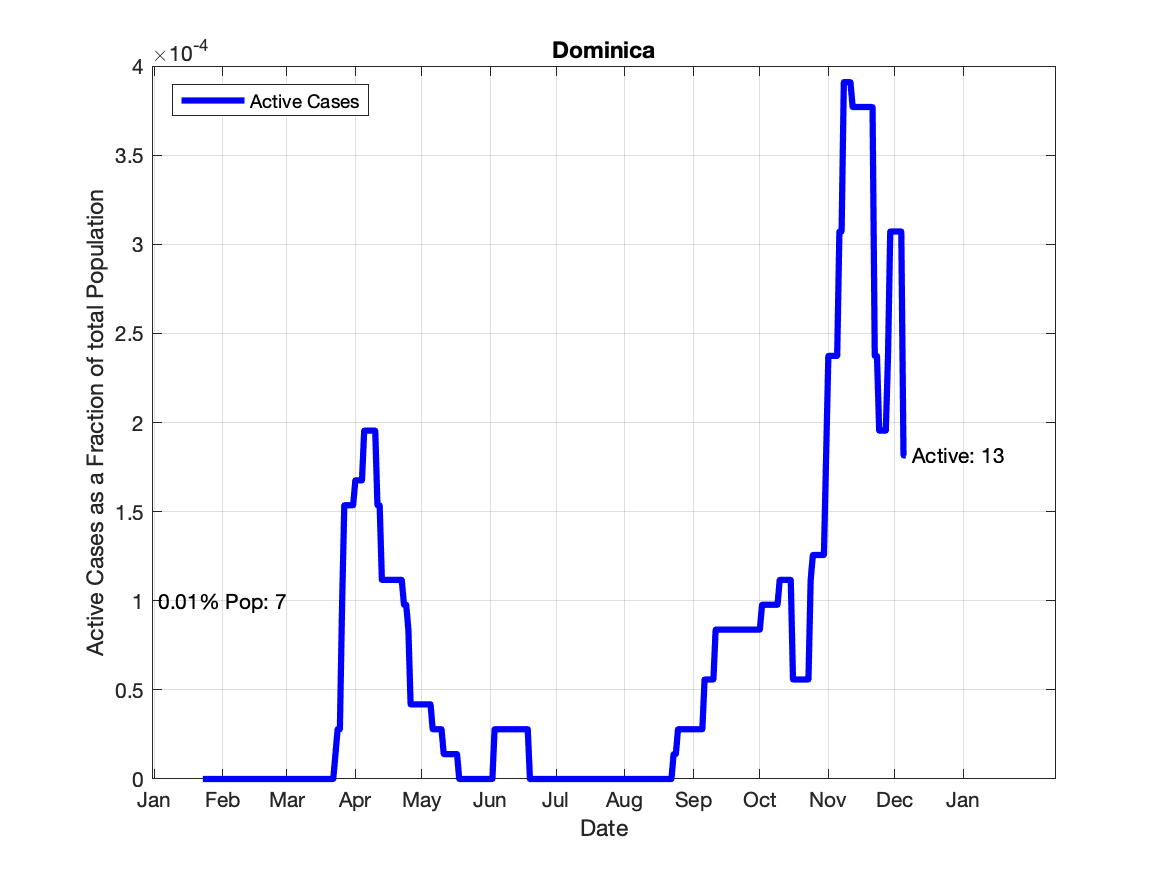 Dominica
×10-4
Active Cases
4
3.5
3
2.5
2
1.5
1
0.5
0
Active Cases as a Fraction of total Population
0.01% Pop: 7
Active: 13
Jan Feb Mar Apr May Jun Jul Aug Sep Oct Nov Dec Jan
Date